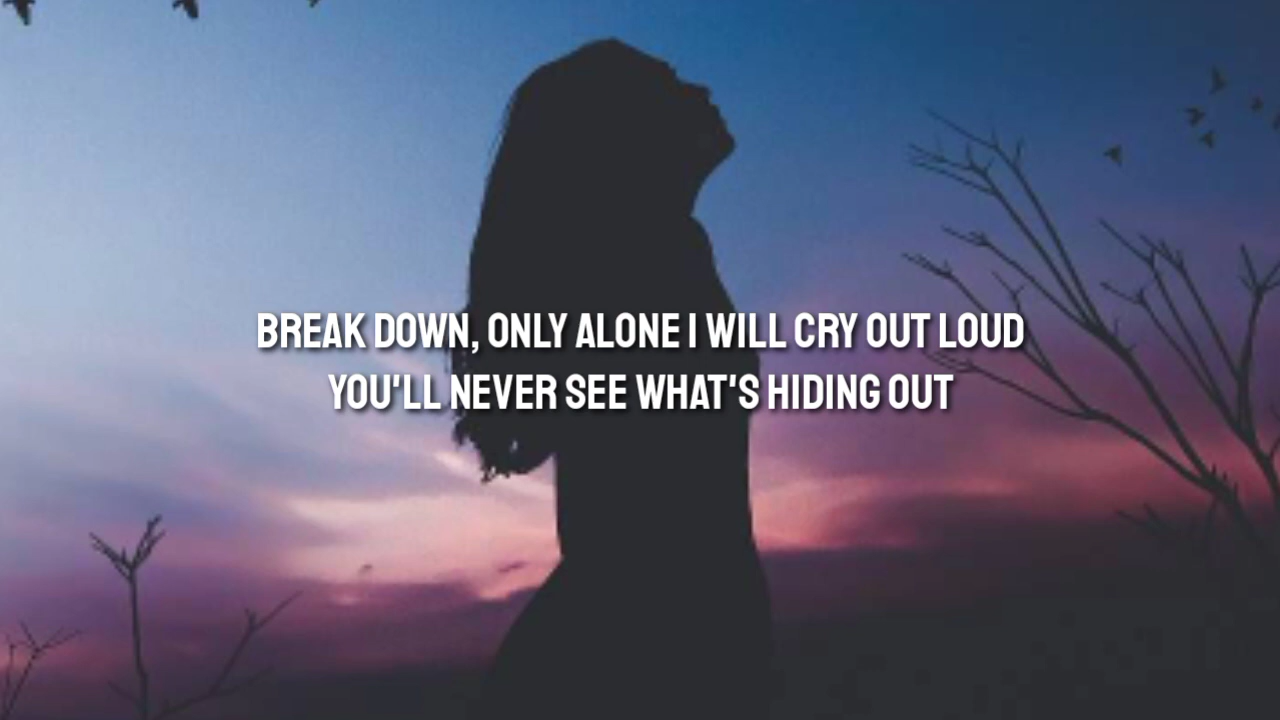 BREAK DOWN, ONLY ALONE I WILL CRY OUT LOUD
YOU'LL NEVER SEE WHAT'S HIDING OUT